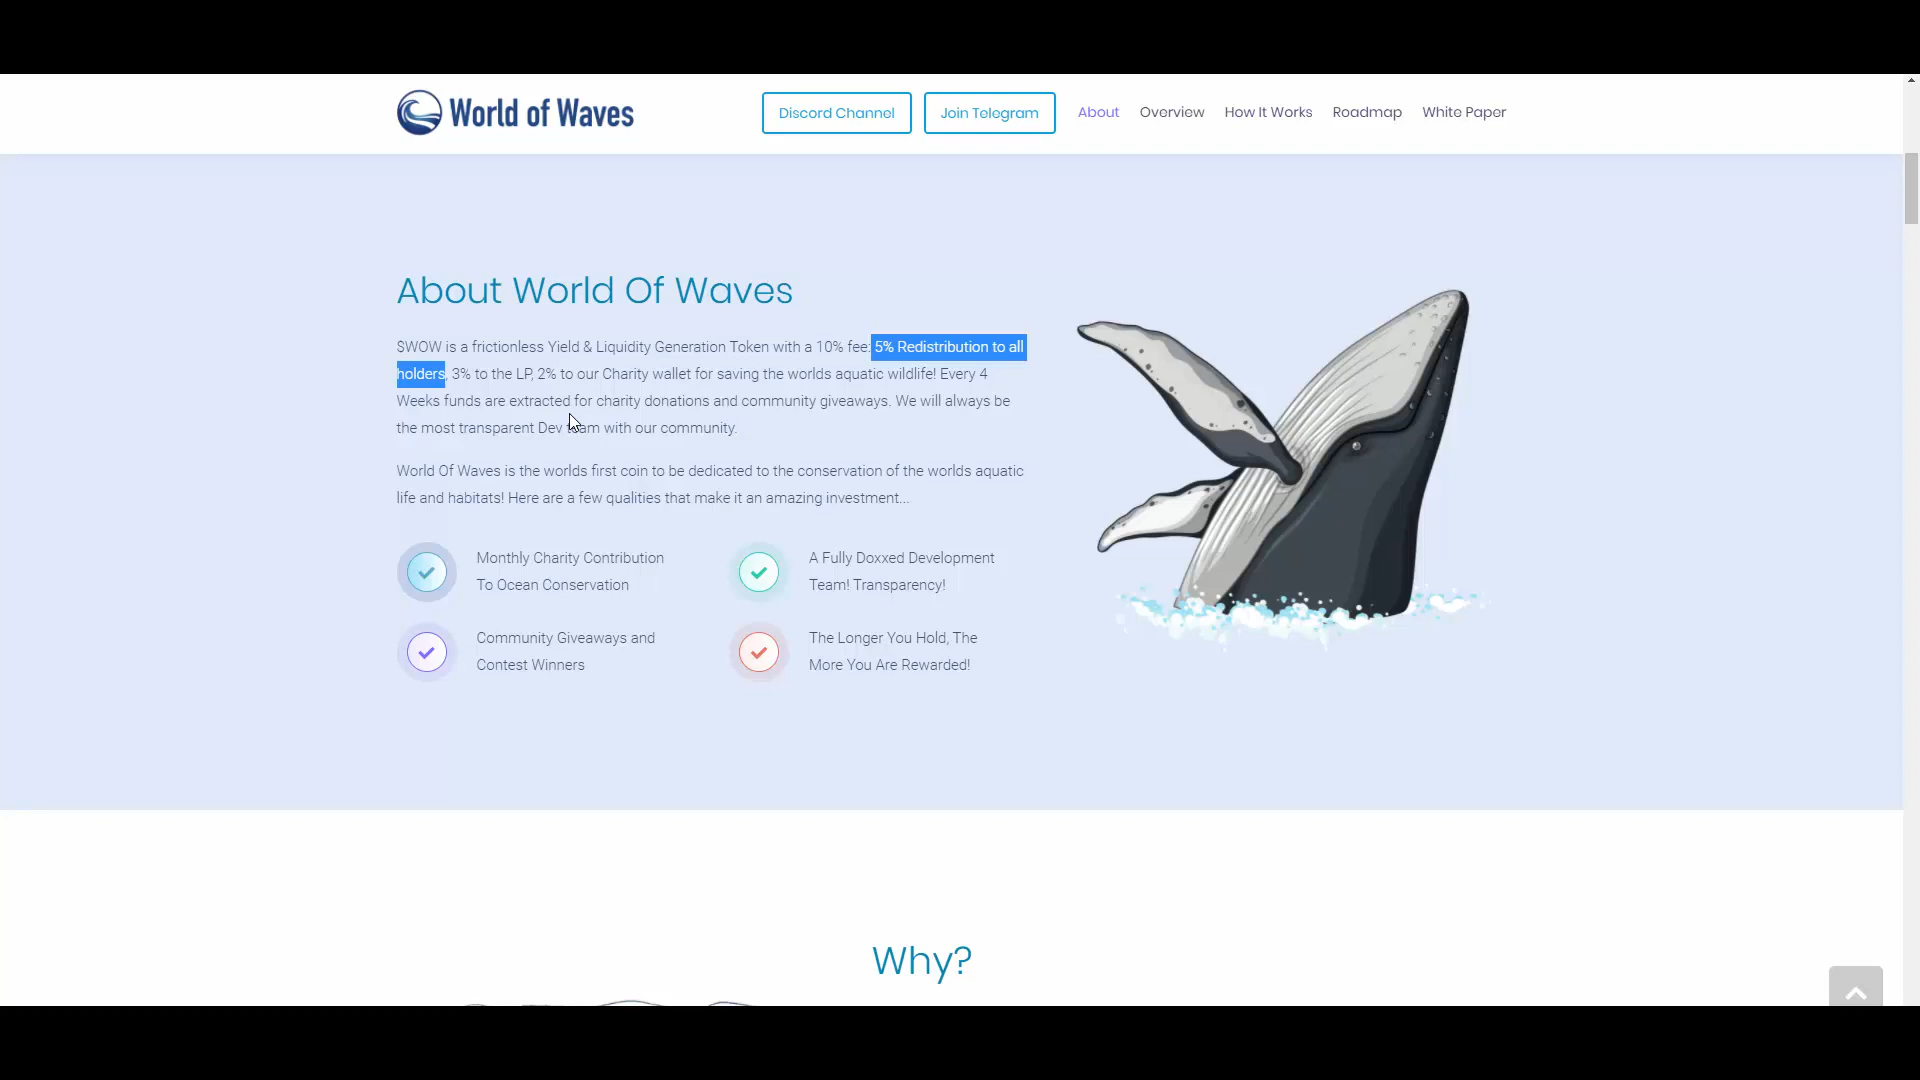 World of Waves
Discord Channel
Join Telegram
About
Overview
How It Works
Roadmap
White Paper
About World Of Waves
$WOW is a frictionless Yield & Liquidity Generation Token with a 10% fee: 5% Redistribution to all
holders, 3% to the LP, 2% to our Charity wallet for saving the worlds aquatic wildlife! Every 4
Weeks funds are extracted for charity donations and community giveaways. We will always be
the most transparent Dev team with our community.
World Of Waves is the worlds first coin to be dedicated to the conservation of the worlds aquatic
life and habitats! Here are a few qualities that make it an amazing investment...
Monthly Charity Contribution
To Ocean Conservation
A Fully Doxxed Development
Team! Transparency!
Community Giveaways and
Contest Winners
The Longer You Hold, The
More You Are Rewarded!
Why?